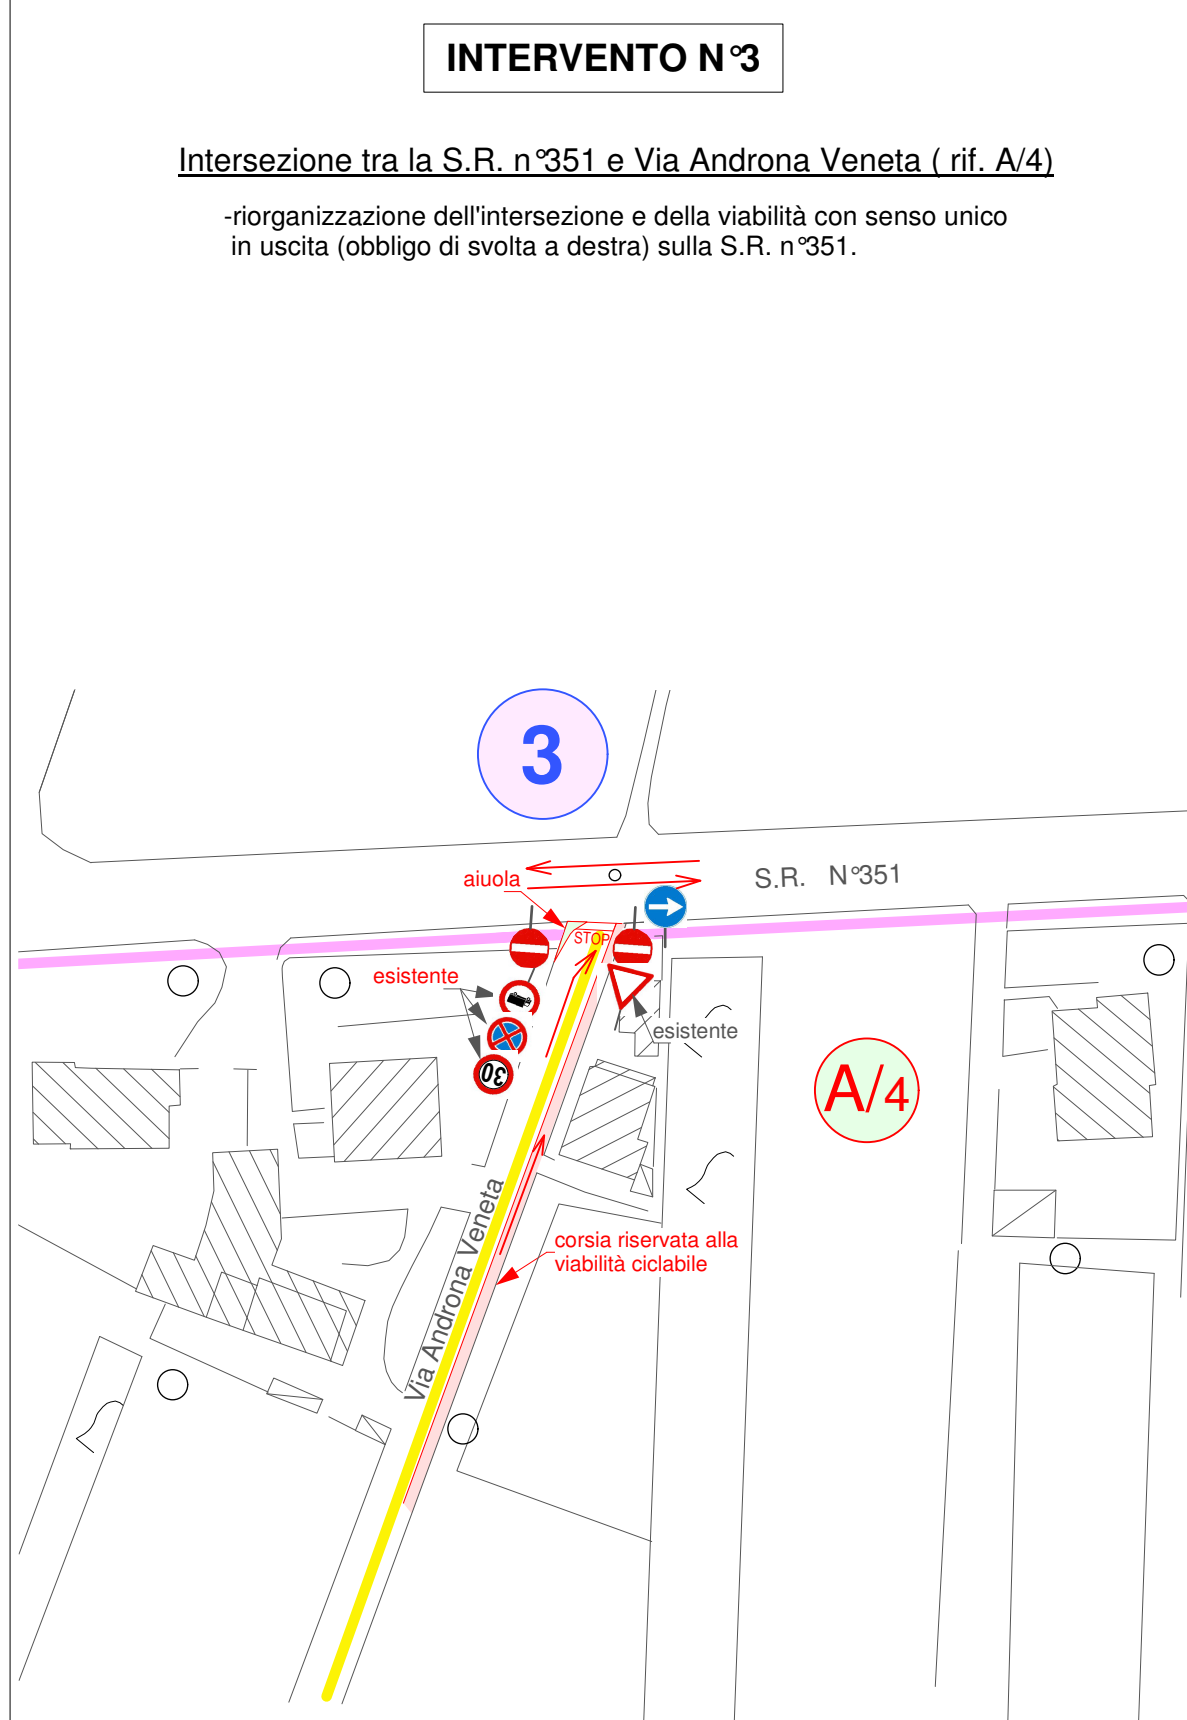 INTERVENTO N°3
Intersezione tra la S.R. n°351 e Via Androna Veneta ( rif. A/4)
-riorganizzazione dell'intersezione e della viabilità con senso unico
in uscita (obbligo di svolta a destra) sulla S.R. n°351.
3
S.R. N°351
aiuola
STOP
esistente
esistente
30
A/4
Via Androna Veneta
corsia riservata alla
viabilità ciclabile